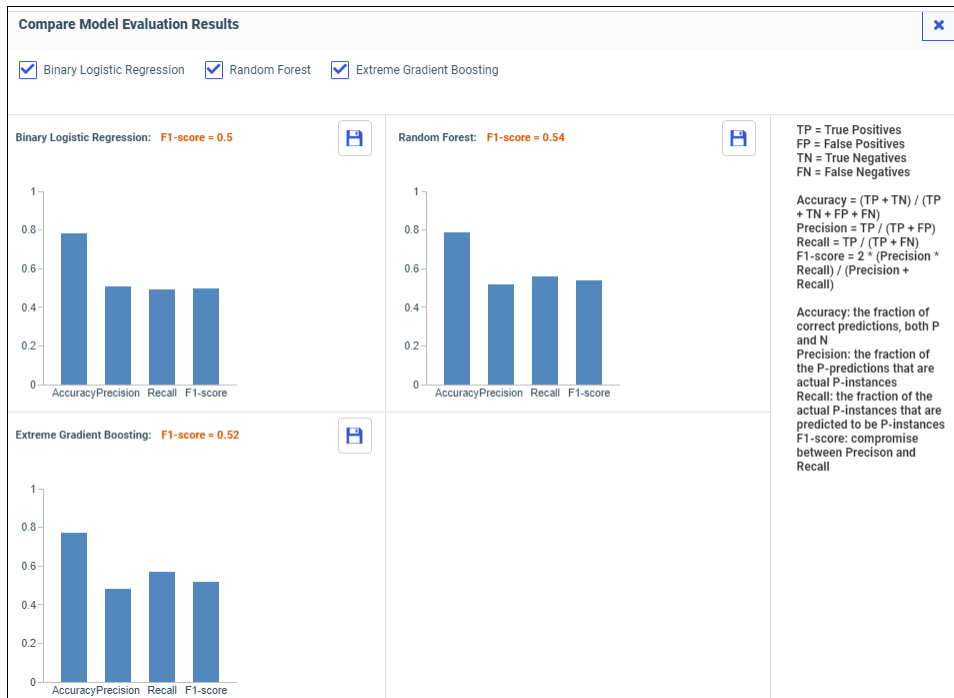 Compare Model Evaluation Results
Binary Logistic Regression
Random Forest
Extreme Gradient Boosting
Binary Logistic Regression: F1-score = 0.5
1
0.8
0.6
0.4
0.2
0
Accuracy Precision Recall F1-score
Random Forest: F1-score = 0.54
1
0.8
0.6
0.4
0.2
0
Accuracy Precision Recall F1-score
Extreme Gradient Boosting: F1-score = 0.52
1
0.8
0.6
0.4
0.2
0
Accuracy Precision Recall F1-score
TP = True Positives
FP = False Positives
TN = True Negatives
FN = False Negatives
Accuracy = (TP + TN) / (TP
+ TN + FP + FN)
Precision = TP / (TP + FP)
Recall = TP / (TP + FN)
F1-score = 2 * (Precision *
Recall) / (Precision +
Recall)
Accuracy: the fraction of
correct predictions, both P
and N
Precision: the fraction of
the P-predictions that are
actual P-instances
Recall: the fraction of the
actual P-instances that are
predicted to be P-instances
F1-score: compromise
between Precison and
Recall